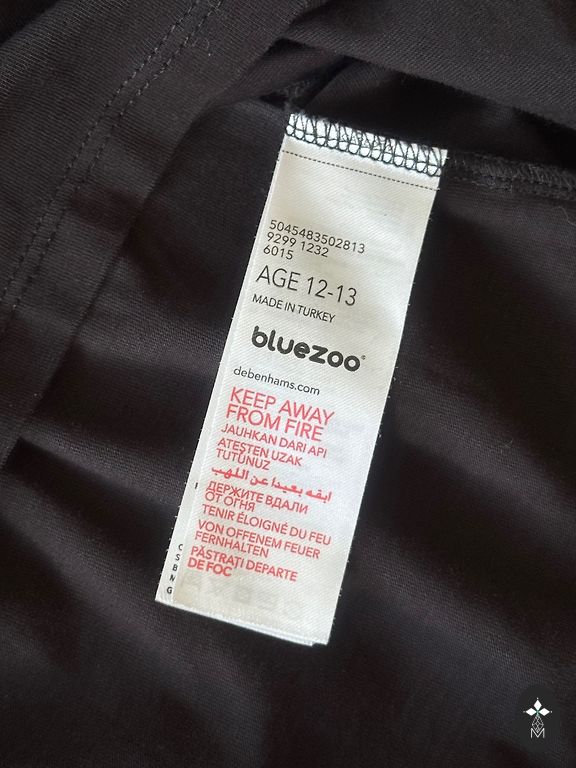 5045483502813
9299 1232
6015
AGE 12-13
MADE IN TURKEY
bluezoo®
debenhams.com
KEEP AWAY
FROM FIRE
JAUHKAN DARI API
ATEŞTEN UZAK
TUTUNUZ
ابقه بعيدا عن اللهب
ДЕРЖИТЕ ВДАЛИ
ОТ ОГНЯ
TENIR ÉLOIGNÉ DU FEU
VON OFFENEM FEUER
FERNHALTEN
PĂSTRAŢI DEPARTE
DE FOC
C
S
B
M
G
M